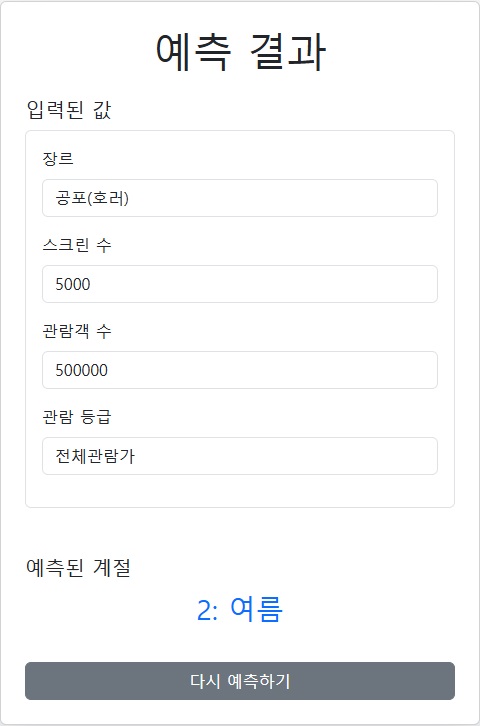 예측 결과
입력된 값
장르
공포(호러)
스크린 수
5000
관람객 수
500000
관람 등급
전체관람가
예측된 계절
2: 여름
다시 예측하기